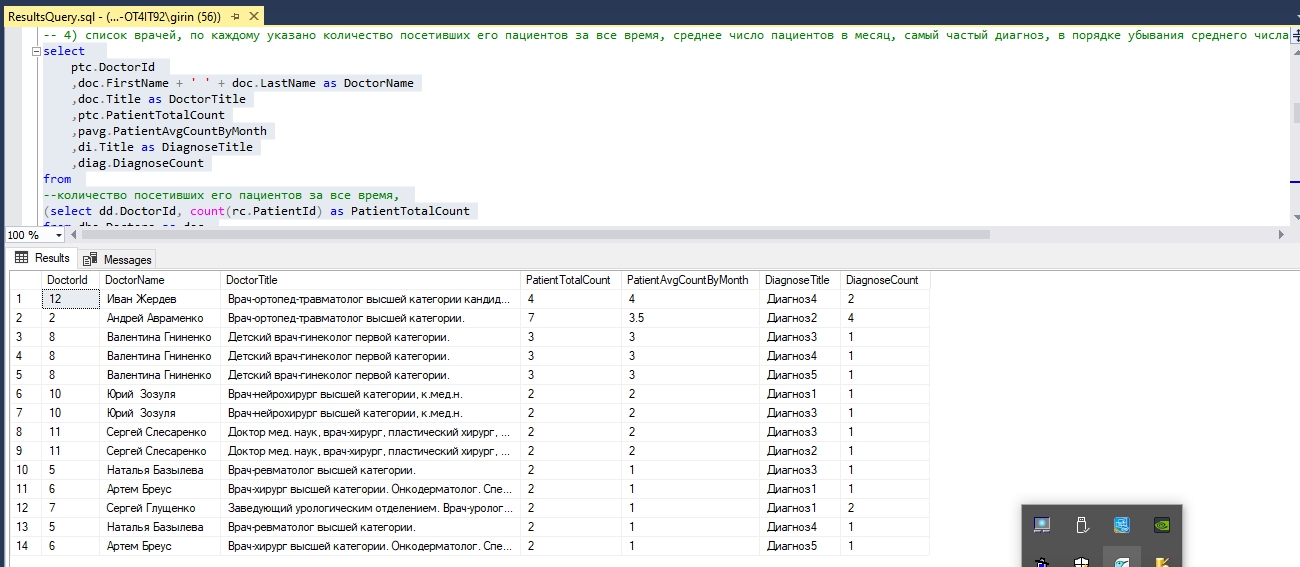 ResultsQuery.sql - (...-OT4IT92\girin (56))
-- 4) список врачей, по каждому указано количество посетивших его пациентов за все время, среднее число пациентов в месяц, самый частый диагноз, в порядке убывания среднего числа
select
ptc.DoctorId
,doc.FirstName + ' ' + doc.LastName as DoctorName
,doc.Title as DoctorTitle
,ptc.PatientTotalCount
,pavg.PatientAvgCountByMonth
,di.Title as DiagnoseTitle
,diag.DiagnoseCount
from
--количество посетивших его пациентов за все время,
(select dd.DoctorId, count(rc.PatientId) as PatientTotalCount
100 %
Results Messages
DoctorId DoctorName DoctorTitle PatientTotalCount PatientAvgCountByMonth DiagnoseTitle DiagnoseCount
1 12 Иван Жердев Врач-ортопед-травматолог высшей категории кандид... 4 4 Диагноз4 2
2 2 Андрей Авраменко Врач-ортопед-травматолог высшей категории. 7 3.5 Диагноз2 4
3 8 Валентина Гниненко Детский врач-гинеколог первой категории. 3 3 Диагноз3 1
4 8 Валентина Гниненко Детский врач-гинеколог первой категории. 3 3 Диагноз4 1
5 8 Валентина Гниненко Детский врач-гинеколог первой категории. 3 3 Диагноз5 1
6 10 Юрий Зозуля Врач-нейрохирург высшей категории, к.мед.н. 2 2 Диагноз1 1
7 10 Юрий Зозуля Врач-нейрохирург высшей категории, к.мед.н. 2 2 Диагноз3 1
8 11 Сергей Слесаренко Доктор мед. наук, врач-хирург, пластический хирург, ... 2 2 Диагноз3 1
9 11 Сергей Слесаренко Доктор мед. наук, врач-хирург, пластический хирург, ... 2 2 Диагноз2 1
10 5 Наталья Базылева Врач-ревматолог высшей категории. 2 1 Диагноз3 1
11 6 Артем Бреус Врач-хирург высшей категории. Онкодерматолог. Спе... 2 1 Диагноз1 1
12 7 Сергей Глущенко Заведующий урологическим отделением. Врач-уролог... 2 1 Диагноз1 2
13 5 Наталья Базылева Врач-ревматолог высшей категории. 2 1 Диагноз4 1
14 6 Артем Бреус Врач-хирург высшей категории. Онкодерматолог. Спе... 2 1 Диагноз5 1